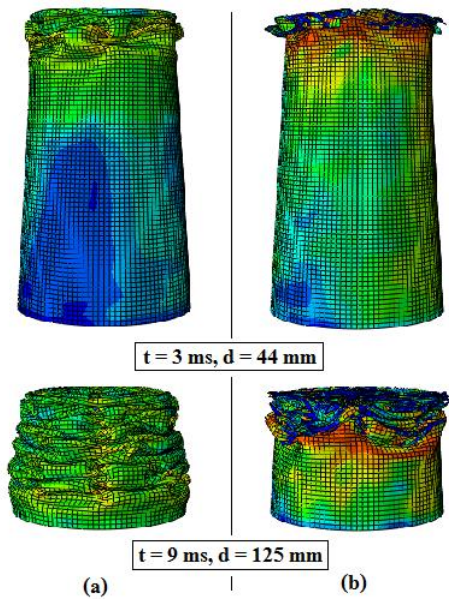 t = 3 ms, d = 44 mm
t = 9 ms, d = 125 mm
(a)
(b)